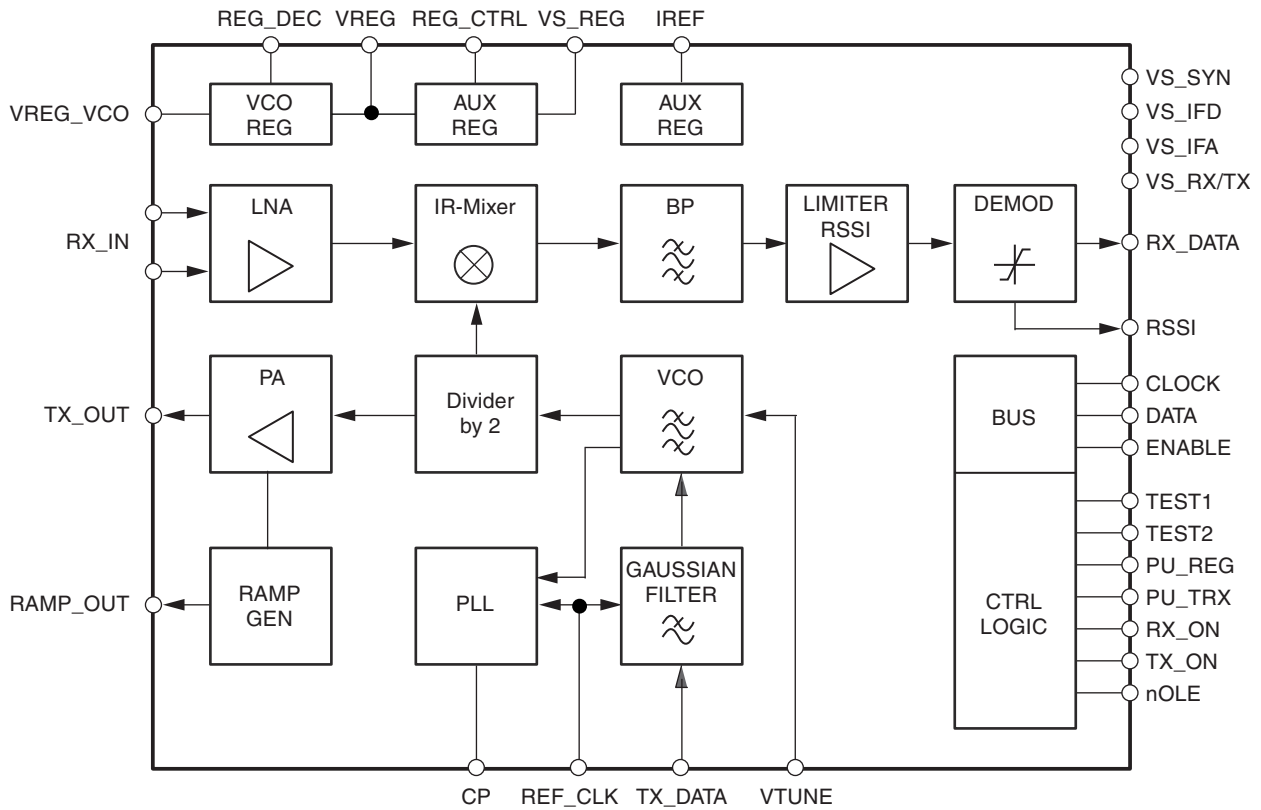 REG_DEC VREG REG_CTRL VS_REG IREF
VREG_VCO
VCO
REG
AUX
REG
AUX
REG
VS_SYN
VS_IFD
VS_IFA
VS_RX/TX
RX_IN
LNA
IR-Mixer
BP
LIMITER
RSSI
DEMOD
RX_DATA
RSSI
TX_OUT
PA
Divider
by 2
VCO
BUS
CLOCK
DATA
ENABLE
RAMP_OUT
RAMP
GEN
PLL
GAUSSIAN
FILTER
CTRL
LOGIC
TEST1
TEST2
PU_REG
PU_TRX
RX_ON
TX_ON
nOLE
CP REF_CLK TX_DATA VTUNE